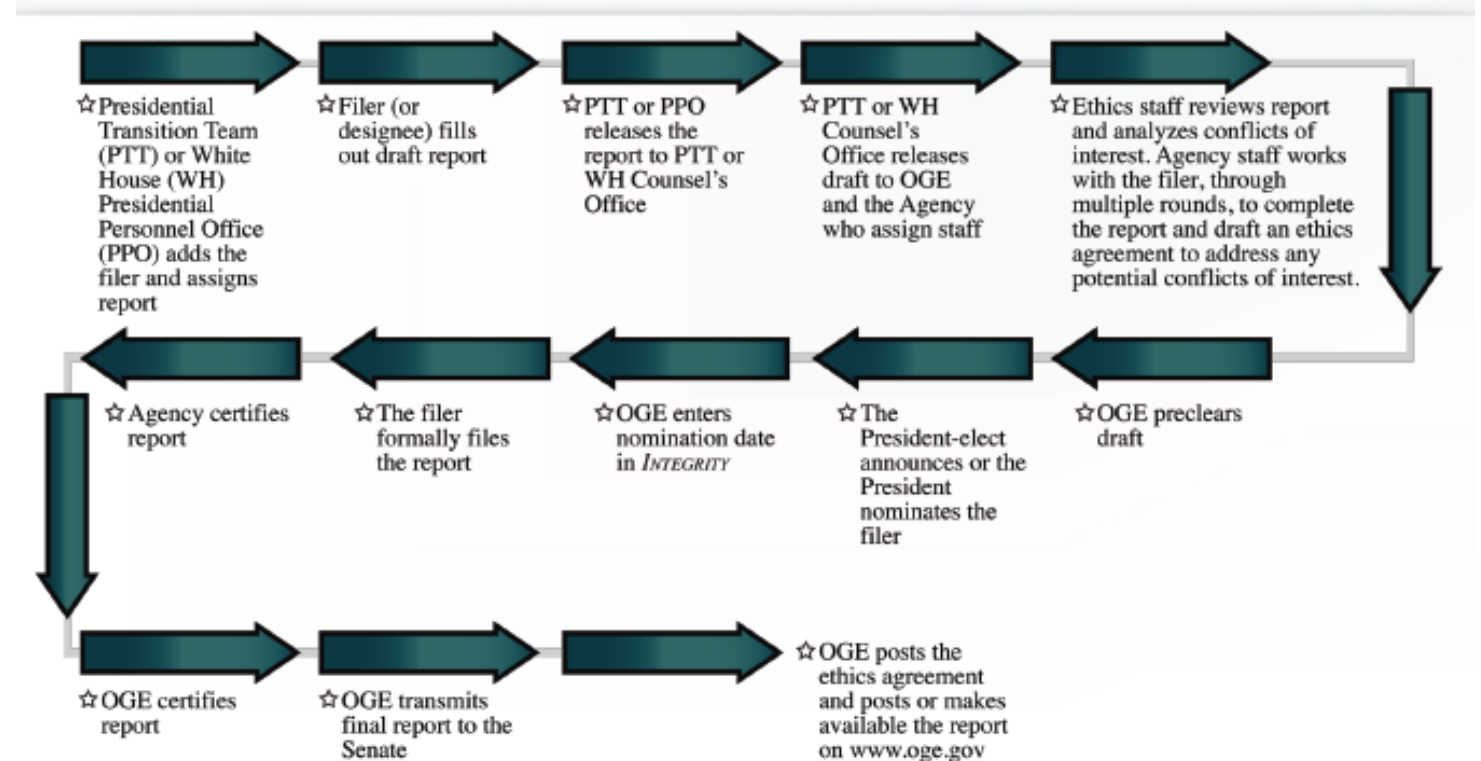 ☆Presidential
Transition Team
(PTT) or White
House (WH)
Presidential
Personnel Office
(PPO) adds the
filer and assigns
report
☆Filer (or
designee) fills
out draft report
☆PTT or PPO
releases the
report to PTT or
WH Counsel's
Office
☆PTT or WH
Counsel's
Office releases
draft to OGE
and the Agency
who assign staff
☆Ethics staff reviews report
and analyzes conflicts of
interest. Agency staff works
with the filer, through
multiple rounds, to complete
the report and draft an ethics
agreement to address any
potential conflicts of interest.
☆OGE preclears
draft
☆The
President-elect
announces or the
President
nominates the
filer
☆OGE enters
nomination date
in INTEGRITY
☆The filer
formally files
the report
☆Agency certifies
report
☆OGE certifies
report
☆OGE transmits
final report to the
Senate
☆OGE posts the
ethics agreement
and posts or makes
available the report
on www.oge.gov